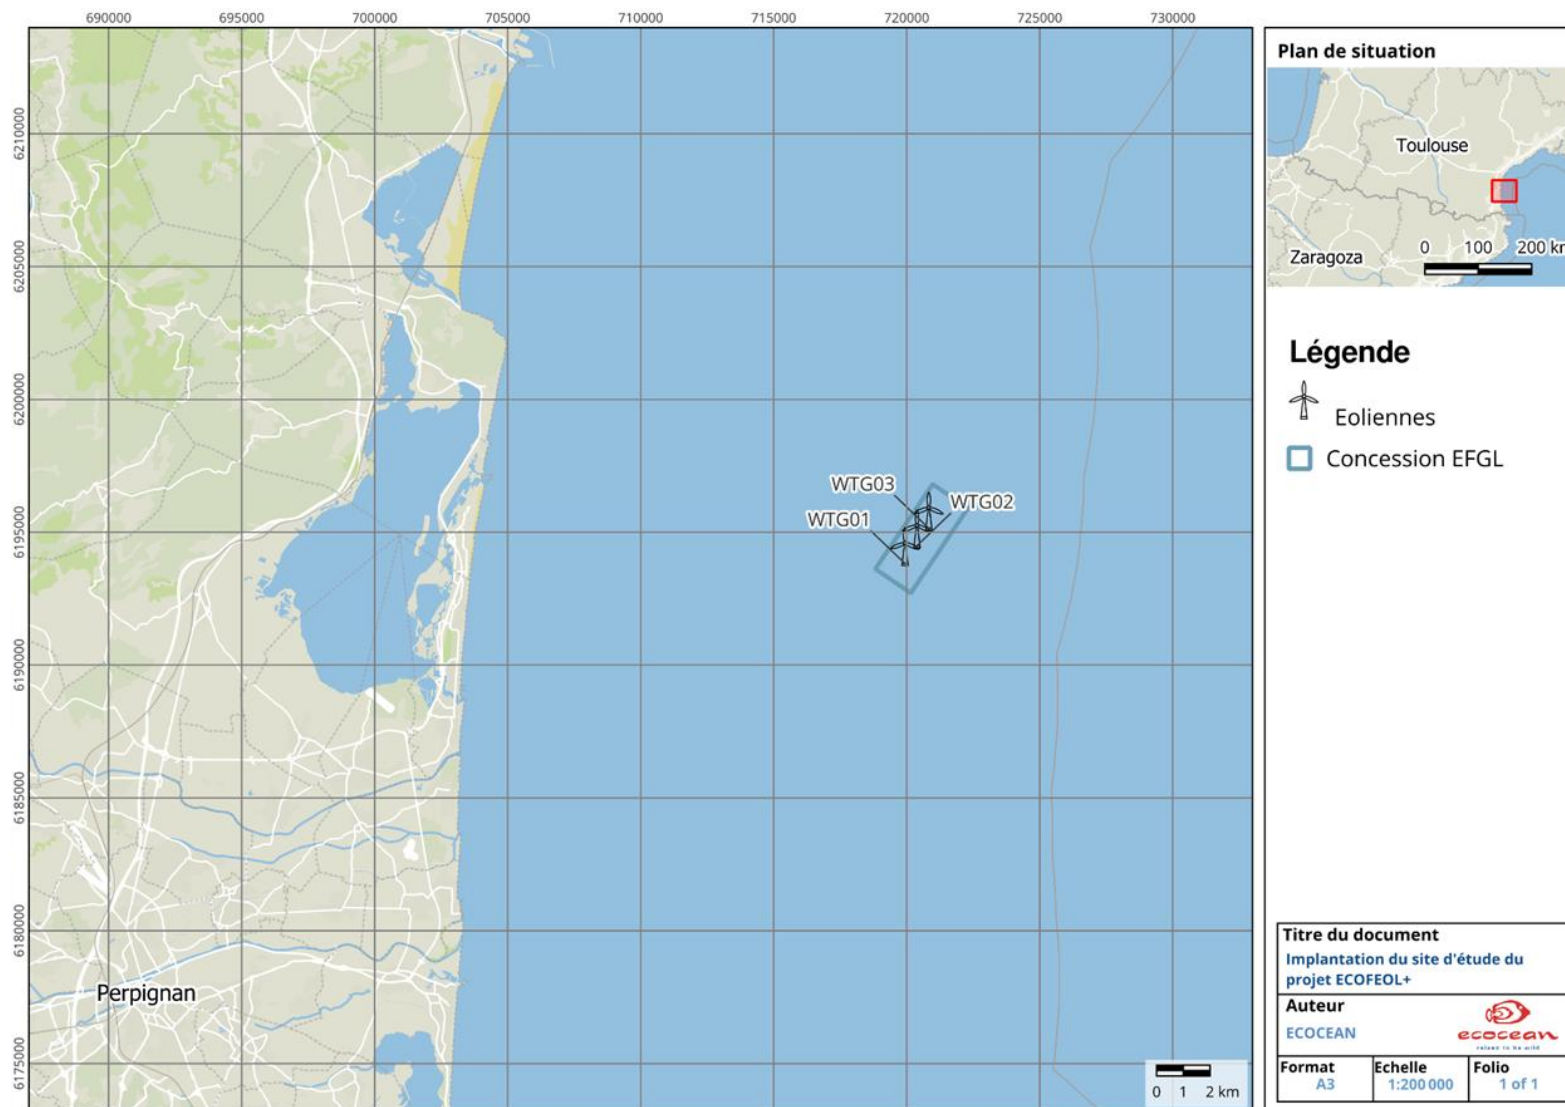 690000 695000 700000 705000 710000 715000 720000 725000 730000
6210000
6205000
6200000
6195000
6190000
6185000
6180000
6175000
WTG03
WTG02
WTG01
Perpignan
0 1 2 km
Plan de situation
Toulouse
Zaragoza
0 100 200 km
Légende
Eoliennes
Concession EFGL
Titre du document
Implantation du site d'étude du
projet ECOFEOL+
Auteur
ECOCEAN
ecocean
Format Echelle Folio
A3 1:200 000 1 of 1